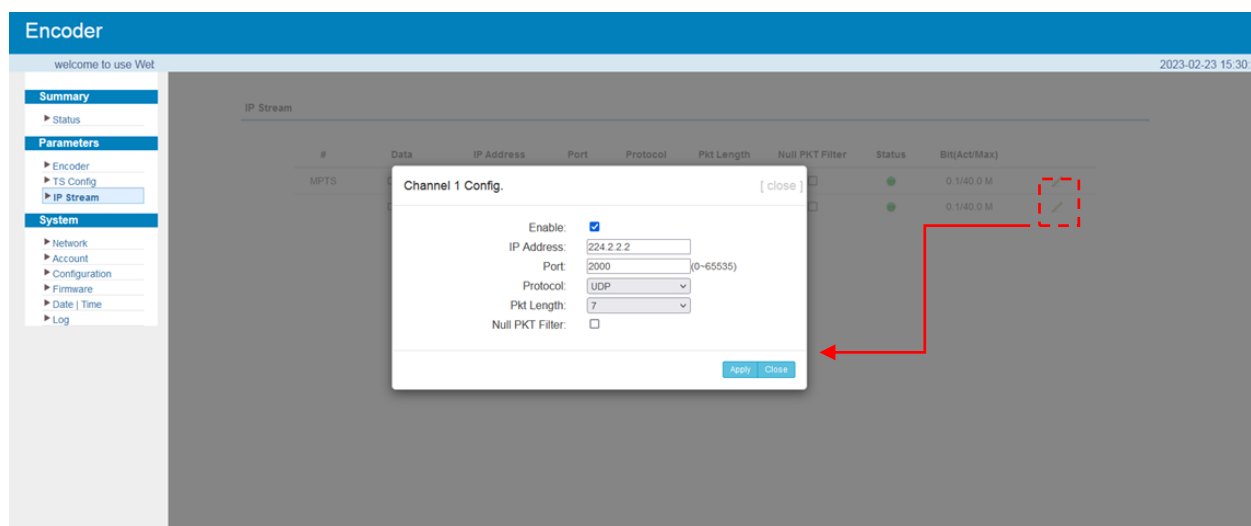 Encoder
welcome to use Wet
2023-02-23 15:30:
Summary
Status
Parameters
Encoder
TS Config
IP Stream
System
Network
Account
Configuration
Firmware
Date | Time
Log
IP Stream
# Data IP Address Port Protocol Pkt Length Null PKT Filter Status Bit(Act/Max)
MPTS 0.1/40.0 M
0.1/40.0 M
Channel 1 Config. [ close ]
Enable:
IP Address: 224.2.2.2
Port: 2000 (0~65535)
Protocol: UDP
Pkt Length: 7
Null PKT Filter:
Apply Close